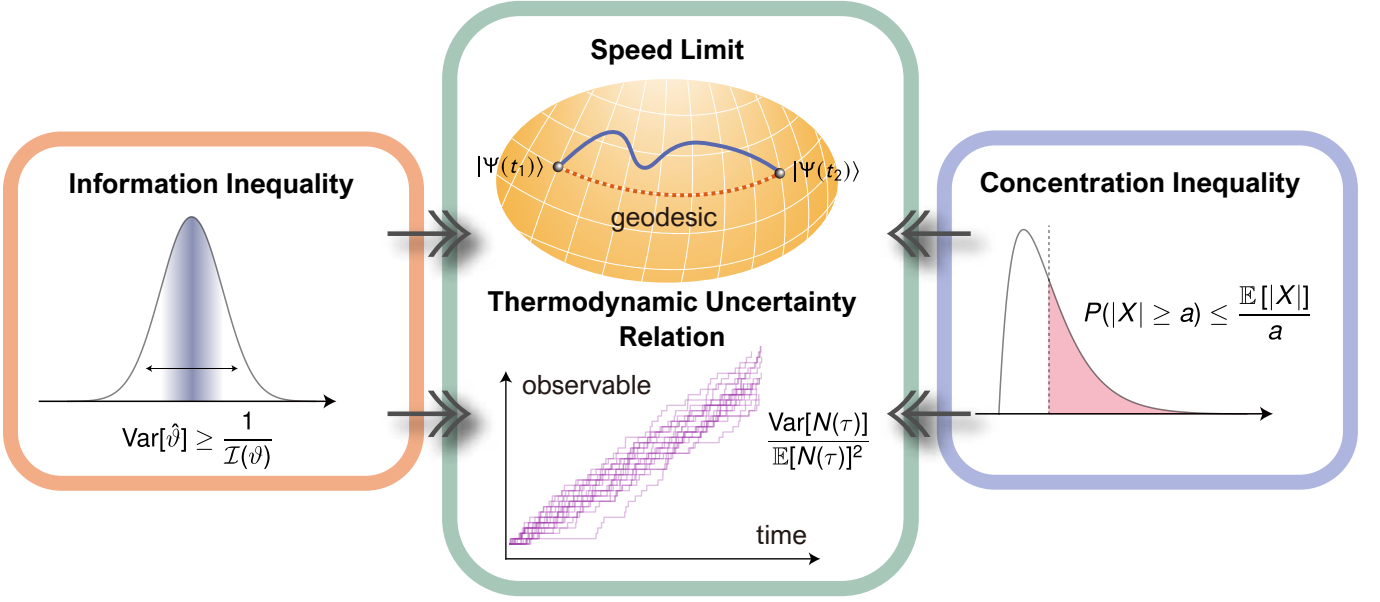 Information Inequality
Var[ϑ̂] ≥ 1/ℐ(ϑ)
Speed Limit
|Ψ(t₁)⟩
|Ψ(t₂)⟩
geodesic
Thermodynamic Uncertainty
Relation
observable
Var[N(τ)]
𝔼[N(τ)]²
time
Concentration Inequality
P(|X| ≥ a) ≤ 𝔼[|X|]/a